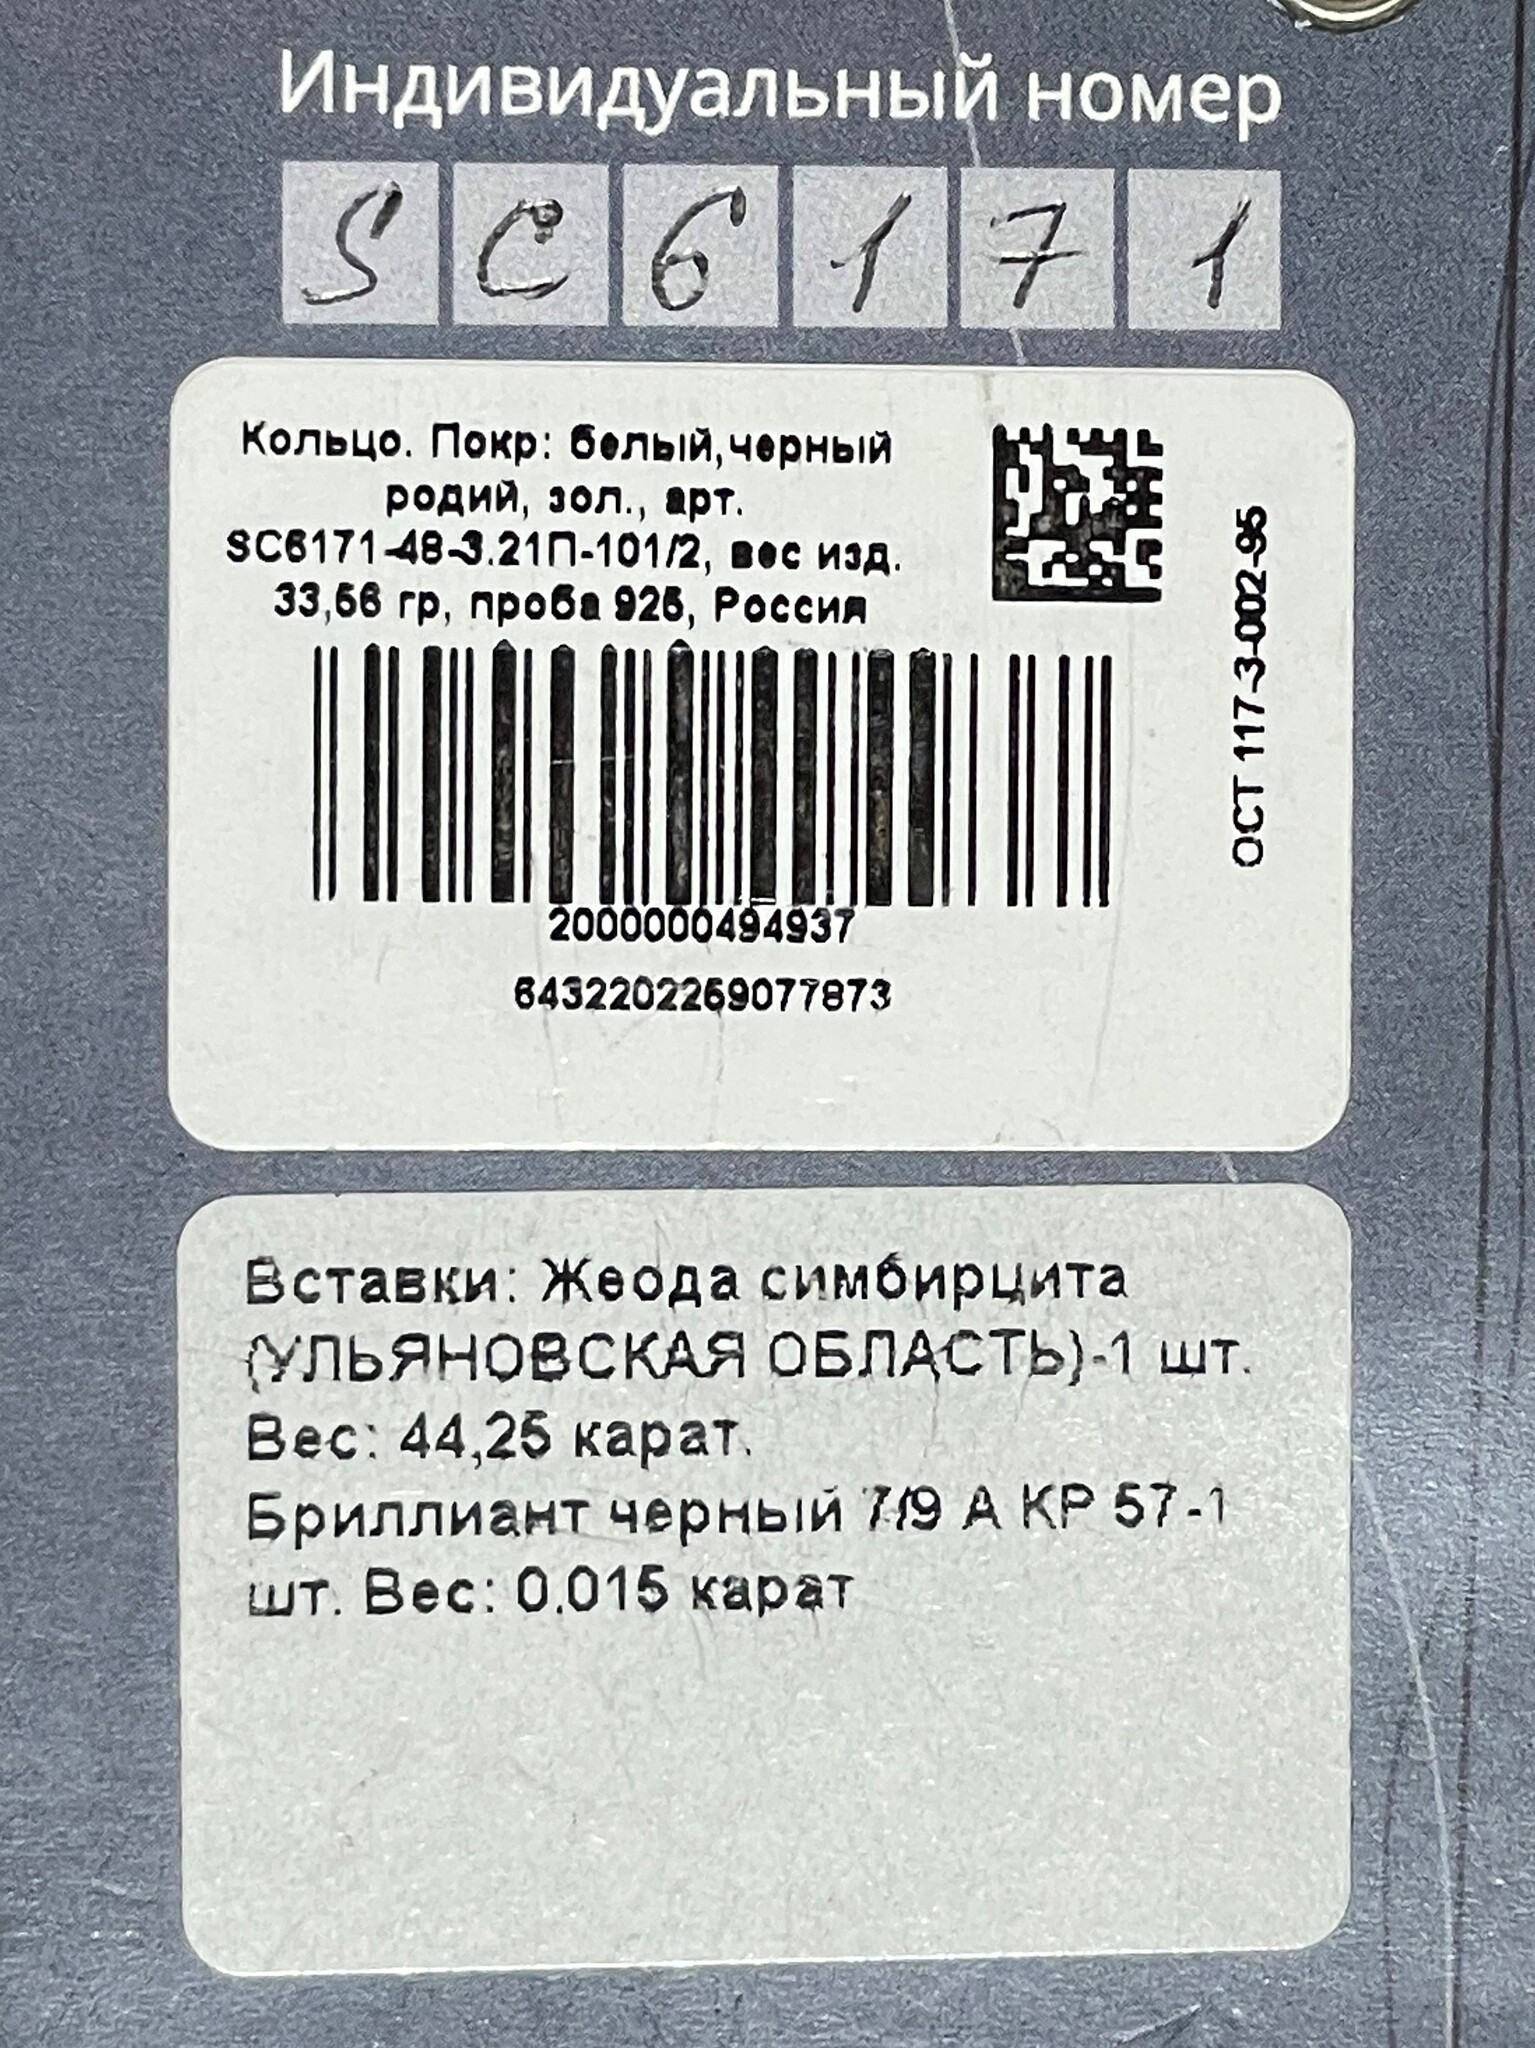 Индивидуальный номер
SC6171
Кольцо. Покр: белый,черный
родий, зол., арт.
SC6171-48-3.21П-101/2, вес изд.
33,56 гр, проба 925, Россия
ОСТ 117-3-002-95
2000000494937
6432202259077873
Вставки: Жеода симбирцита
(УЛЬЯНОВСКАЯ ОБЛАСТЬ)-1 шт.
Вес: 44,25 карат.
Бриллиант черный 7/9 А КР 57-1
шт. Вес: 0.015 карат